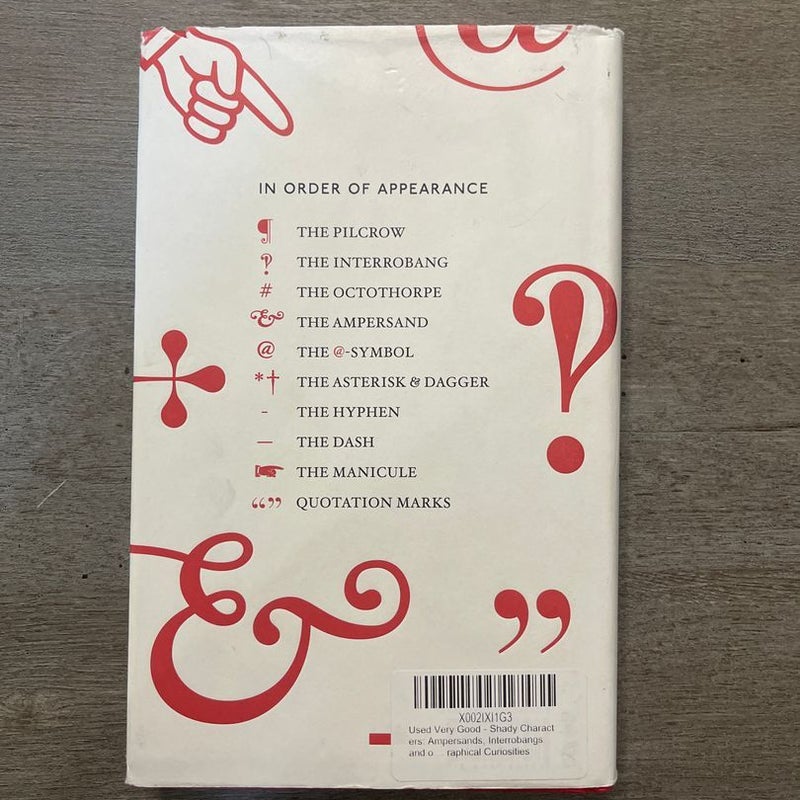 IN ORDER OF APPEARANCE
¶ THE PILCROW
‽ THE INTERROBANG
# THE OCTOTHORPE
& THE AMPERSAND
@ THE @-SYMBOL
*† THE ASTERISK & DAGGER
- THE HYPHEN
— THE DASH
☛ THE MANICULE
“” QUOTATION MARKS
‽
&
”
X002IXI1G3
Used Very Good - Shady Charact
ers: Ampersands, Interrobangs
and o raphical Curiosities